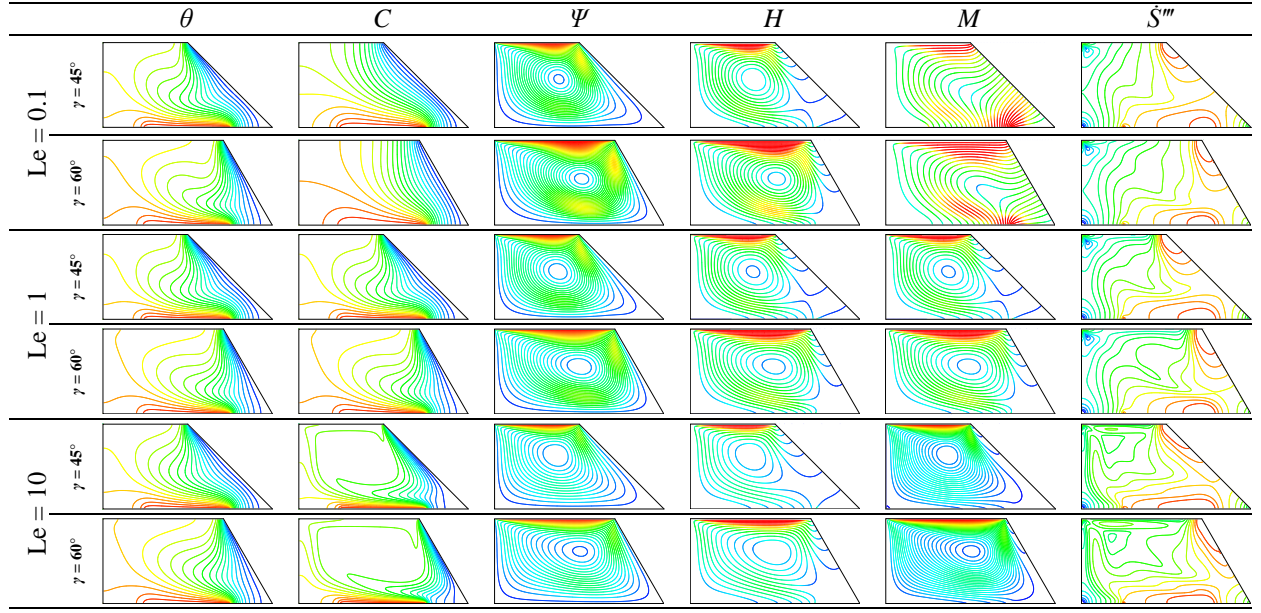 θ C Ψ H M Ṡ‴
Le = 0.1
γ = 45°
γ = 60°
Le = 1
γ = 45°
γ = 60°
Le = 10
γ = 45°
γ = 60°